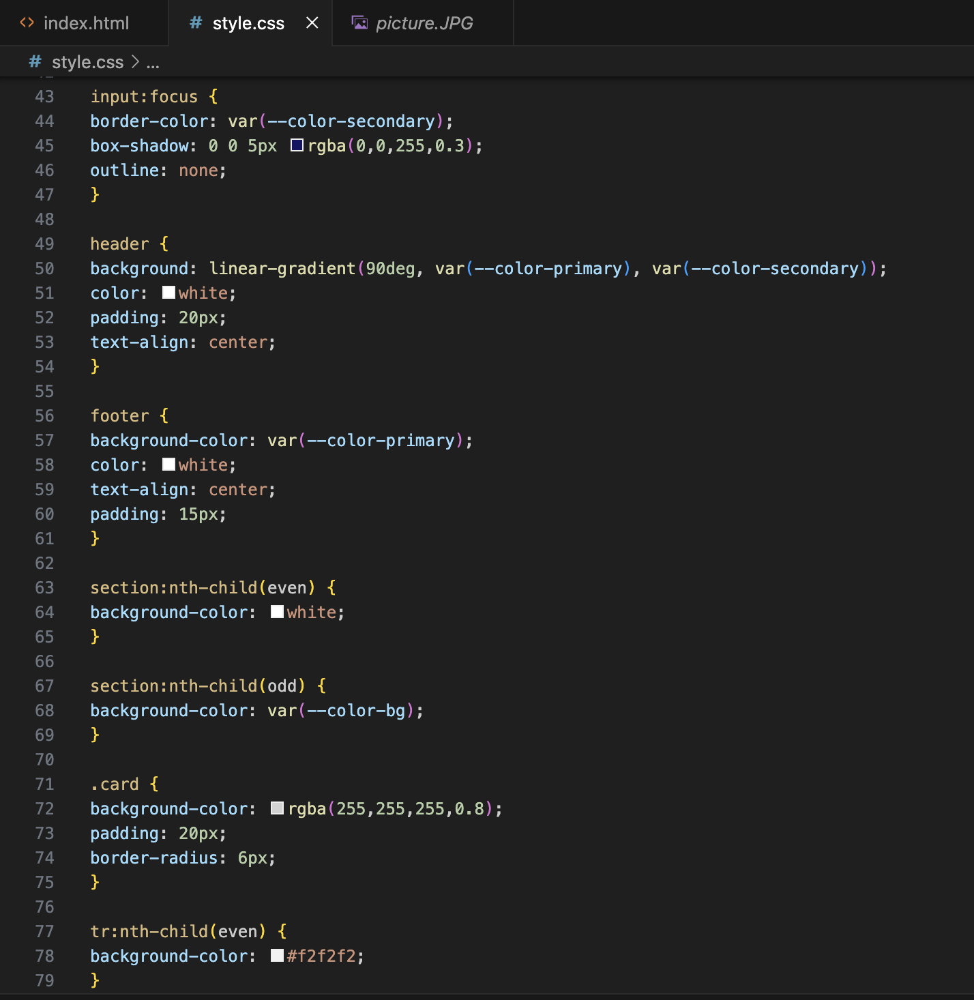 index.html
style.css
picture.JPG
# style.css > ...
43 input:focus {
44 border-color: var(--color-secondary);
45 box-shadow: 0 0 5px rgba(0,0,255,0.3);
46 outline: none;
47 }
48
49 header {
50 background: linear-gradient(90deg, var(--color-primary), var(--color-secondary));
51 color: white;
52 padding: 20px;
53 text-align: center;
54 }
55
56 footer {
57 background-color: var(--color-primary);
58 color: white;
59 text-align: center;
60 padding: 15px;
61 }
62
63 section:nth-child(even) {
64 background-color: white;
65 }
66
67 section:nth-child(odd) {
68 background-color: var(--color-bg);
69 }
70
71 .card {
72 background-color: rgba(255,255,255,0.8);
73 padding: 20px;
74 border-radius: 6px;
75 }
76
77 tr:nth-child(even) {
78 background-color: #f2f2f2;
79 }